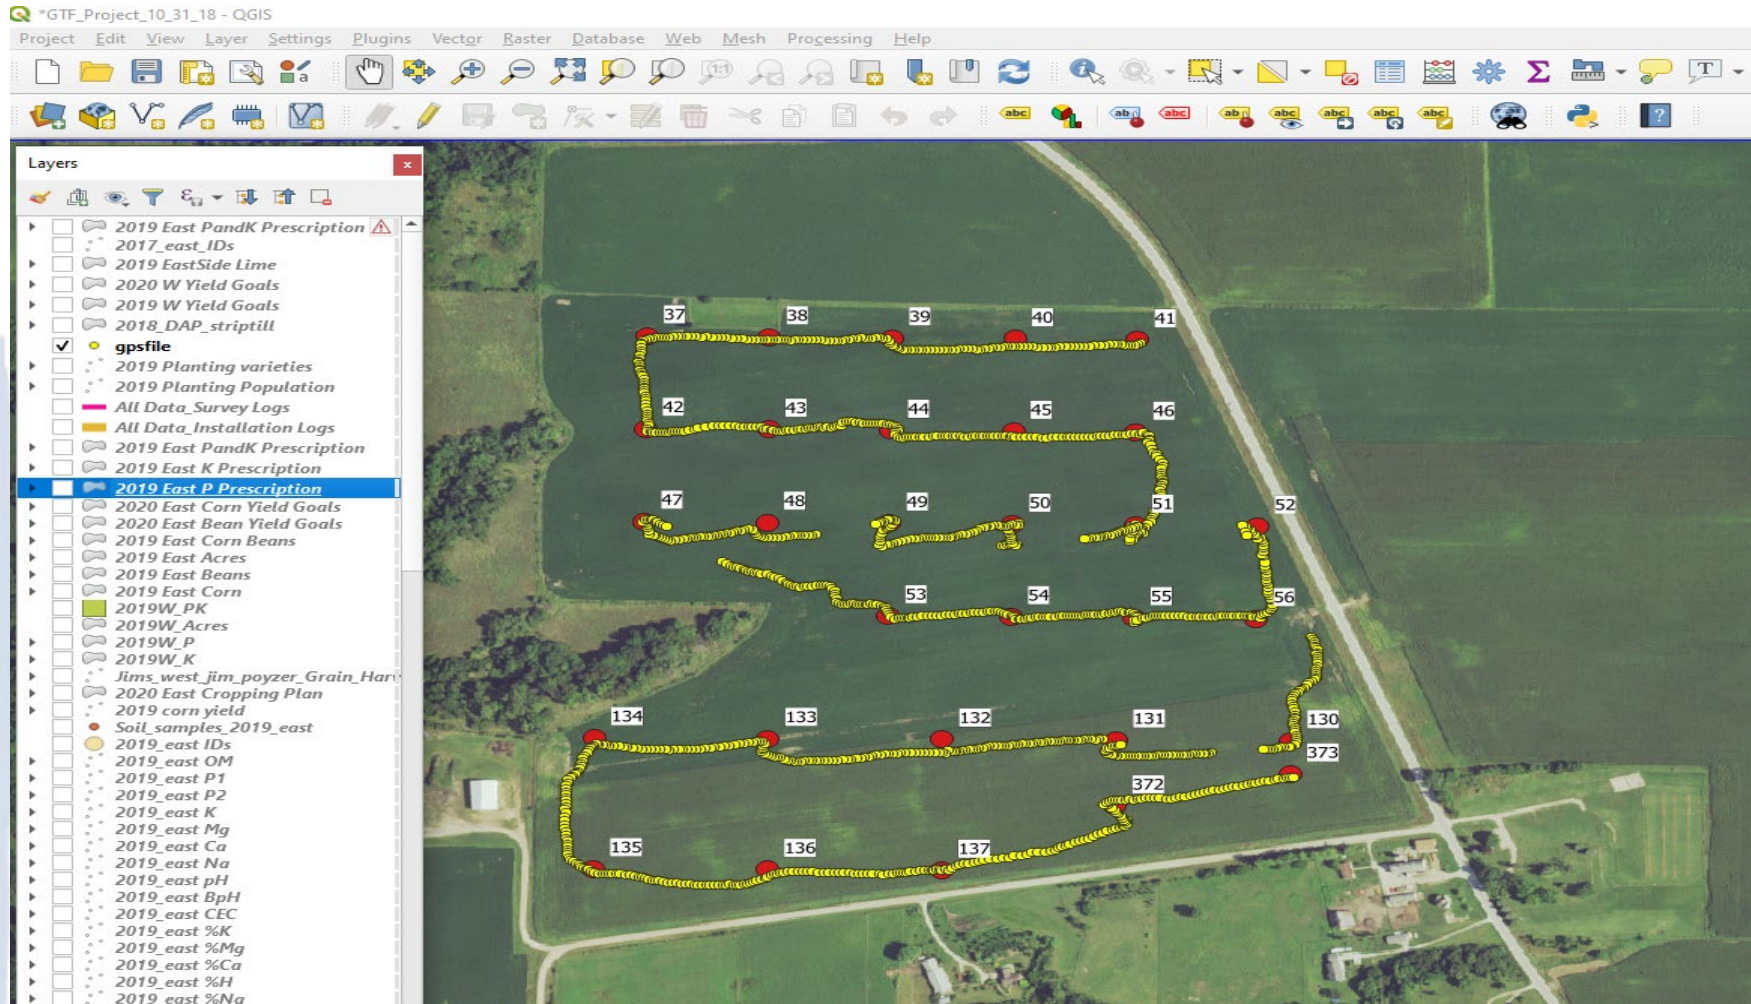 *GTF_Project_10_31_18 - QGIS
Project Edit View Layer Settings Plugins Vector Raster Database Web Mesh Processing Help
Layers
2019 East PandK Prescription
2017_east_IDs
2019 EastSide Lime
2020 W Yield Goals
2019 W Yield Goals
2018_DAP_striptill
gpsfile
2019 Planting varieties
2019 Planting Population
All Data_Survey Logs
All Data_Installation Logs
2019 East PandK Prescription
2019 East K Prescription
2019 East P Prescription
2020 East Corn Yield Goals
2020 East Bean Yield Goals
2019 East Corn Beans
2019 East Acres
2019 East Beans
2019 East Corn
2019W_PK
2019W_Acres
2019W_P
2019W_K
Jims_west_jim_poyzer_Grain_Harv
2020 East Cropping Plan
2019 corn yield
Soil_samples_2019_east
2019_east IDs
2019_east OM
2019_east P1
2019_east P2
2019_east K
2019_east Mg
2019_east Ca
2019_east Na
2019_east pH
2019_east BpH
2019_east CEC
2019_east %K
2019_east %Mg
2019_east %Ca
2019_east %H
2019_east %Na
37 38 39 40 41
42 43 44 45 46
47 48 49 50 51 52
53 54 55 56
134 133 132 131 130
373
372
135 136 137